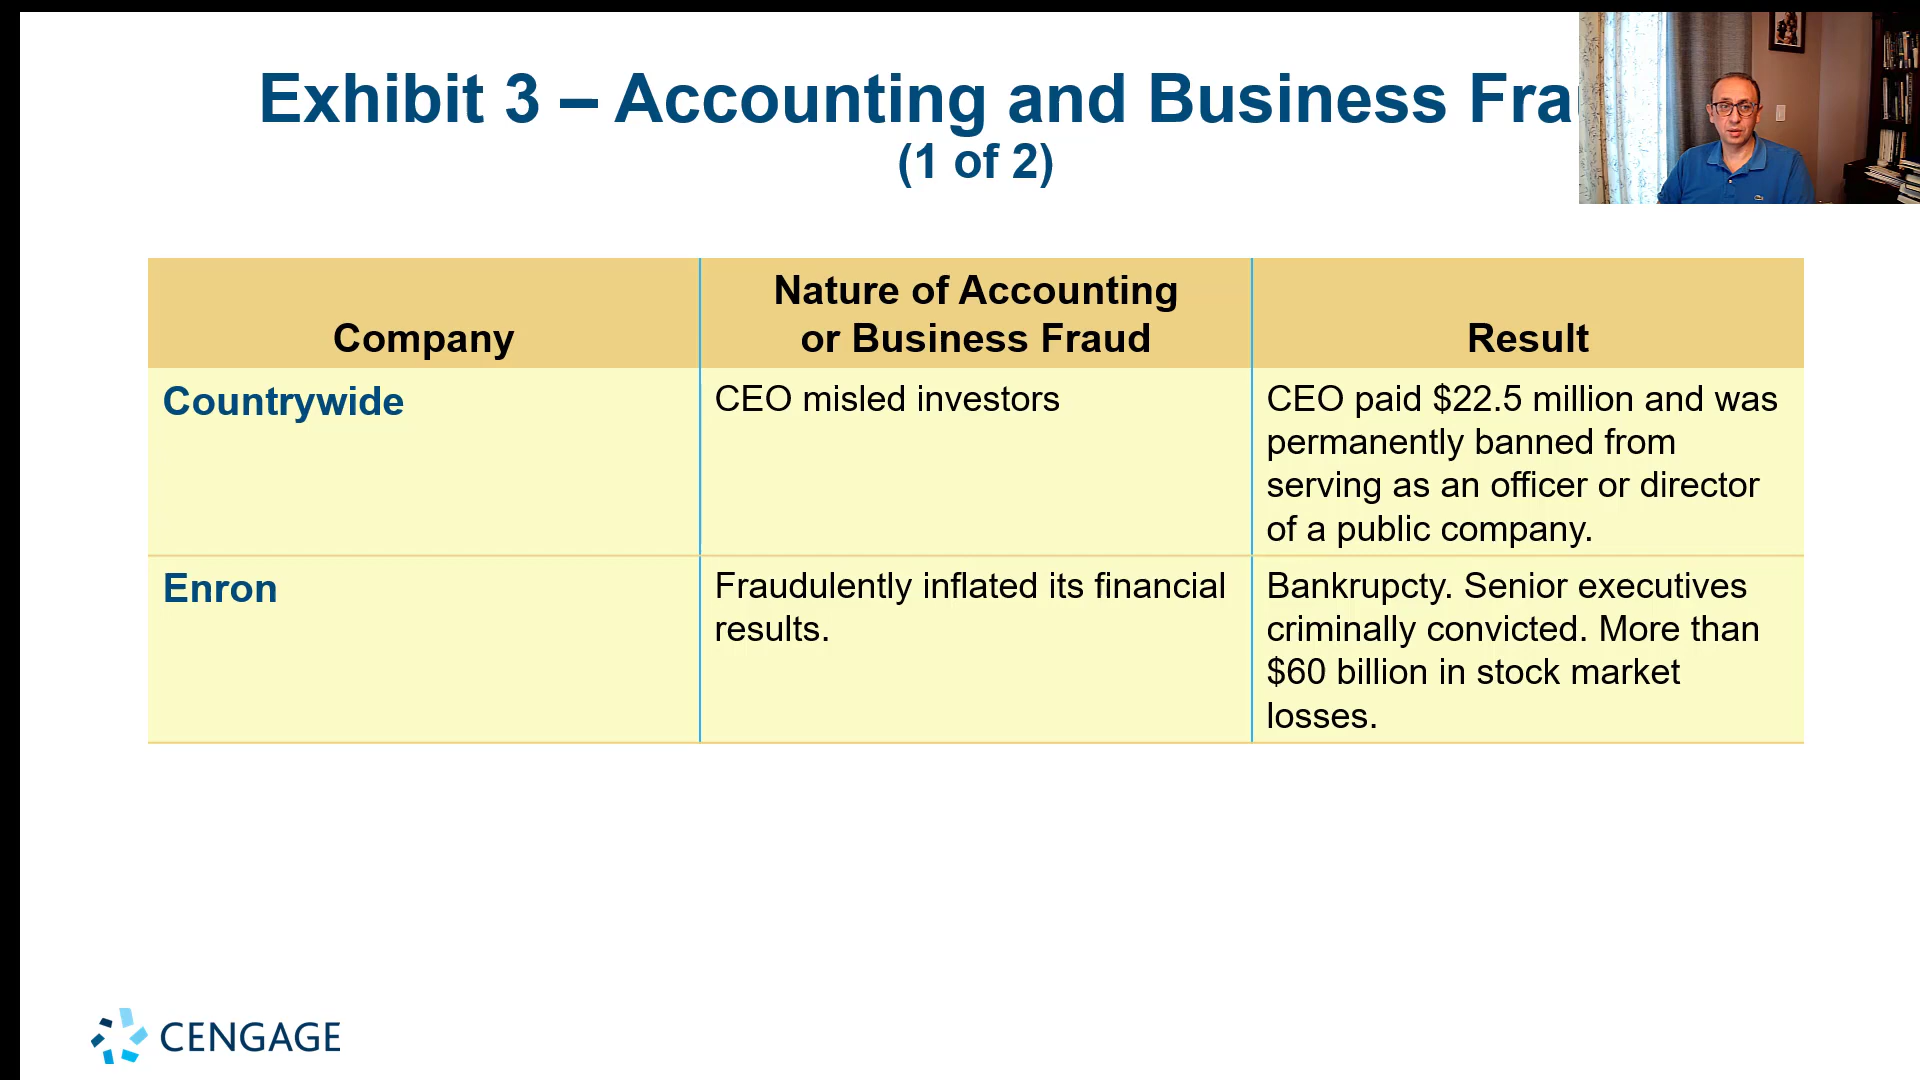 Exhibit 3 – Accounting and Business
(1 of 2)
Company
Nature of Accounting
or Business Fraud
Result
Countrywide
CEO misled investors
CEO paid $22.5 million and was
permanently banned from
serving as an officer or director
of a public company.
Enron
Fraudulently inflated its financial
results.
Bankrupcty. Senior executives
criminally convicted. More than
$60 billion in stock market
losses.
CENGAGE